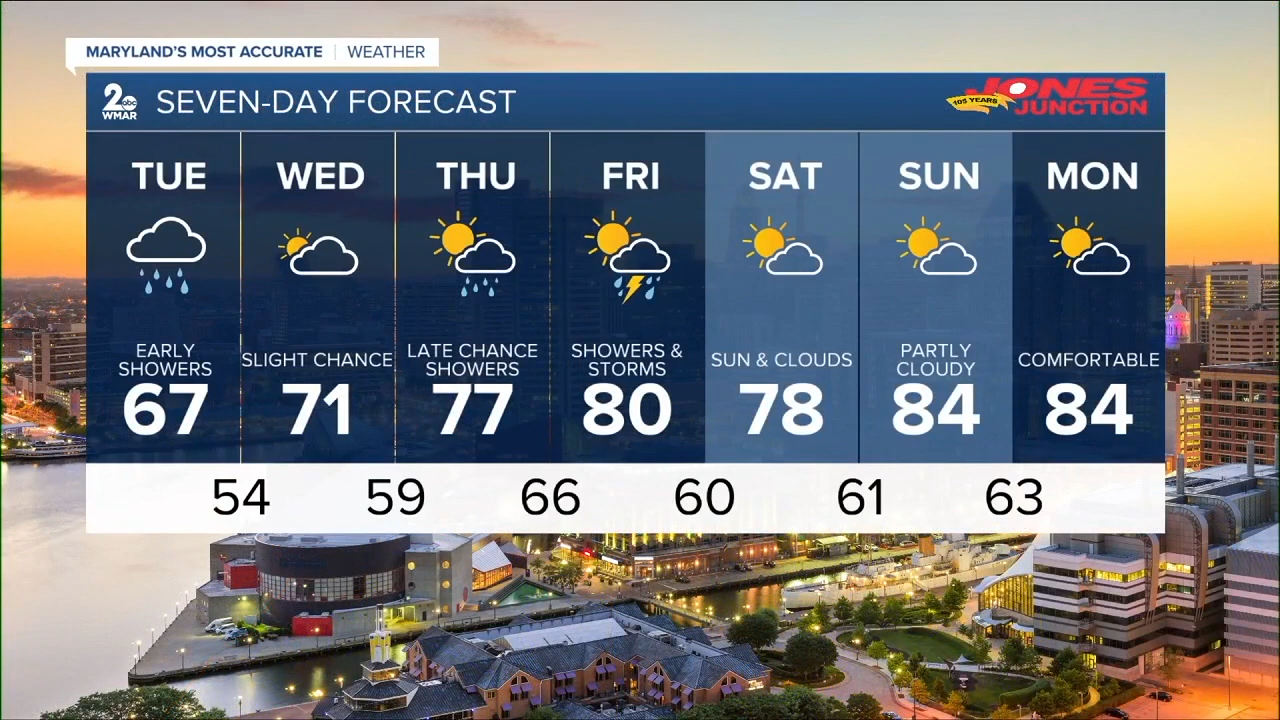 MARYLAND'S MOST ACCURATE | WEATHER
2 abc
WMAR
SEVEN-DAY FORECAST
JONES
105 YEARS
JUNCTION
TUE WED THU FRI SAT SUN MON
EARLY
SHOWERS
SLIGHT CHANCE
LATE CHANCE
SHOWERS
SHOWERS &
STORMS
SUN & CLOUDS
PARTLY
CLOUDY
COMFORTABLE
67 71 77 80 78 84 84
54 59 66 60 61 63